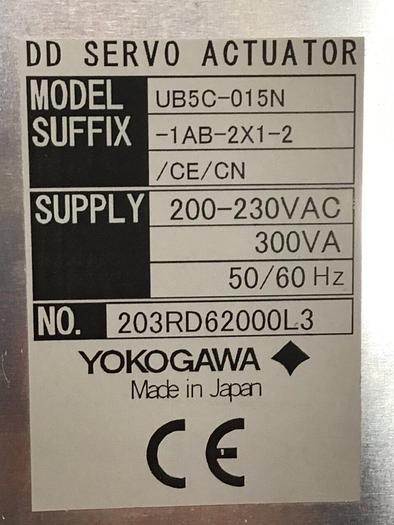 DD SERVO ACTUATOR
MODEL UB5C-015N
SUFFIX -1AB-2X1-2
/CE/CN
SUPPLY 200-230VAC
300VA
50/60 Hz
NO. 203RD62000L3
YOKOGAWA
Made in Japan
CE